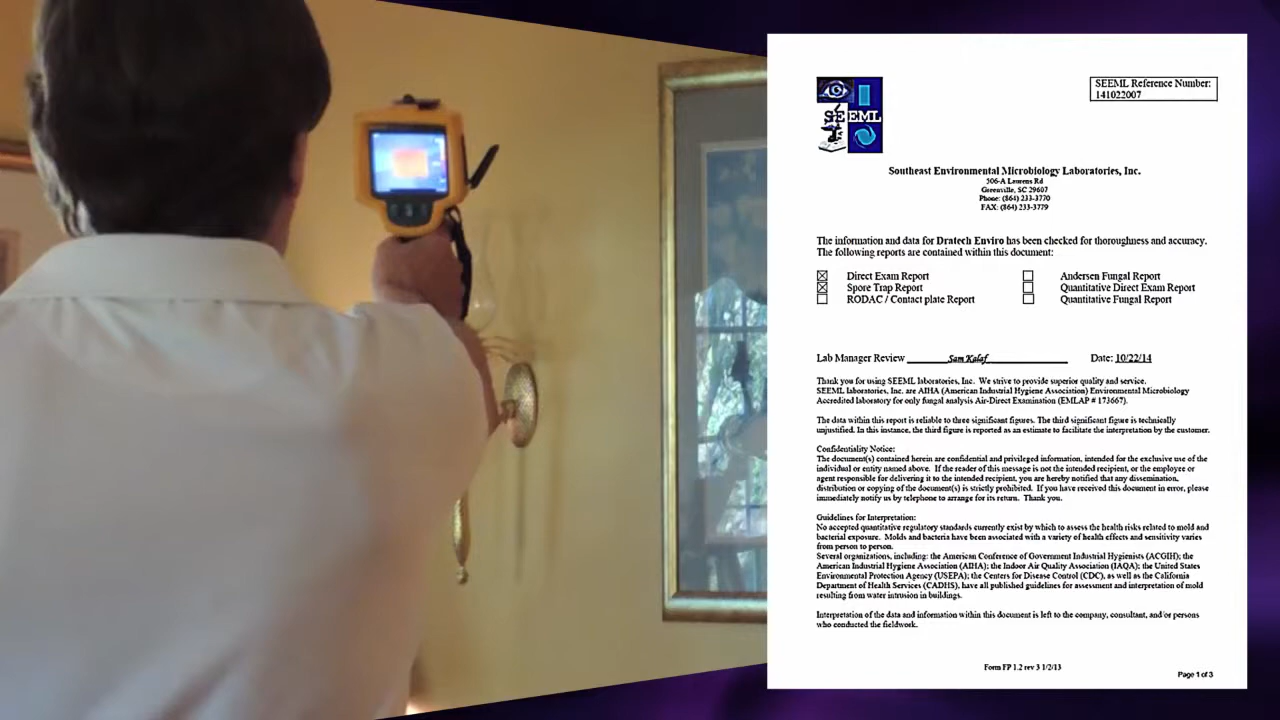 SEEML Reference Number:
141022007
SEEML
Southeast Environmental Microbiology Laboratories, Inc.
506-A Laurens Rd
Greenville, SC 29607
Phone: (864) 233-3770
FAX: (864) 233-3779
The information and data for Dratech Enviro has been checked for thoroughness and accuracy.
The following reports are contained within this document:
Direct Exam Report
Andersen Fungal Report
Spore Trap Report
Quantitative Direct Exam Report
RODAC / Contact plate Report
Quantitative Fungal Report
Lab Manager Review Sam Kalaf Date: 10/22/14
Thank you for using SEEML laboratories, Inc. We strive to provide superior quality and service.
SEEML laboratories, Inc. are AIHA (American Industrial Hygiene Association) Environmental Microbiology
Accredited laboratory for only fungal analysis Air-Direct Examination (EMLAP # 173667).
The data within this report is reliable to three significant figures. The third significant figure is technically
unjustified. In this instance, the third figure is reported as an estimate to facilitate the interpretation by the customer.
Confidentiality Notice:
The document(s) contained herein are confidential and privileged information, intended for the exclusive use of the
individual or entity named above. If the reader of this message is not the intended recipient, or the employee or
agent responsible for delivering it to the intended recipient, you are hereby notified that any dissemination,
distribution or copying of the document(s) is strictly prohibited. If you have received this document in error, please
immediately notify us by telephone to arrange for its return. Thank you.
Guidelines for Interpretation:
No accepted quantitative regulatory standards currently exist by which to assess the health risks related to mold and
bacterial exposure. Molds and bacteria have been associated with a variety of health effects and sensitivity varies
from person to person.
Several organizations, including: the American Conference of Government Industrial Hygienists (ACGIH); the
American Industrial Hygiene Association (AIHA); the Indoor Air Quality Association (IAQA); the United States
Environmental Protection Agency (USEPA); the Centers for Disease Control (CDC), as well as the California
Department of Health Services (CADHS), have all published guidelines for assessment and interpretation of mold
resulting from water intrusion in buildings.
Interpretation of the data and information within this document is left to the company, consultant, and/or persons
who conducted the fieldwork.
Form FP 1.2 rev 3 1/2/13
Page 1 of 3